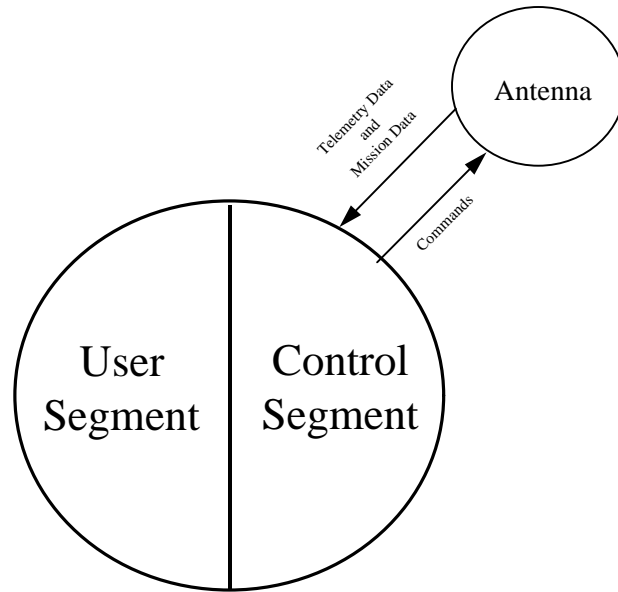 Antenna
Telemetry Data
and
Mission Data
Commands
User
Segment
Control
Segment